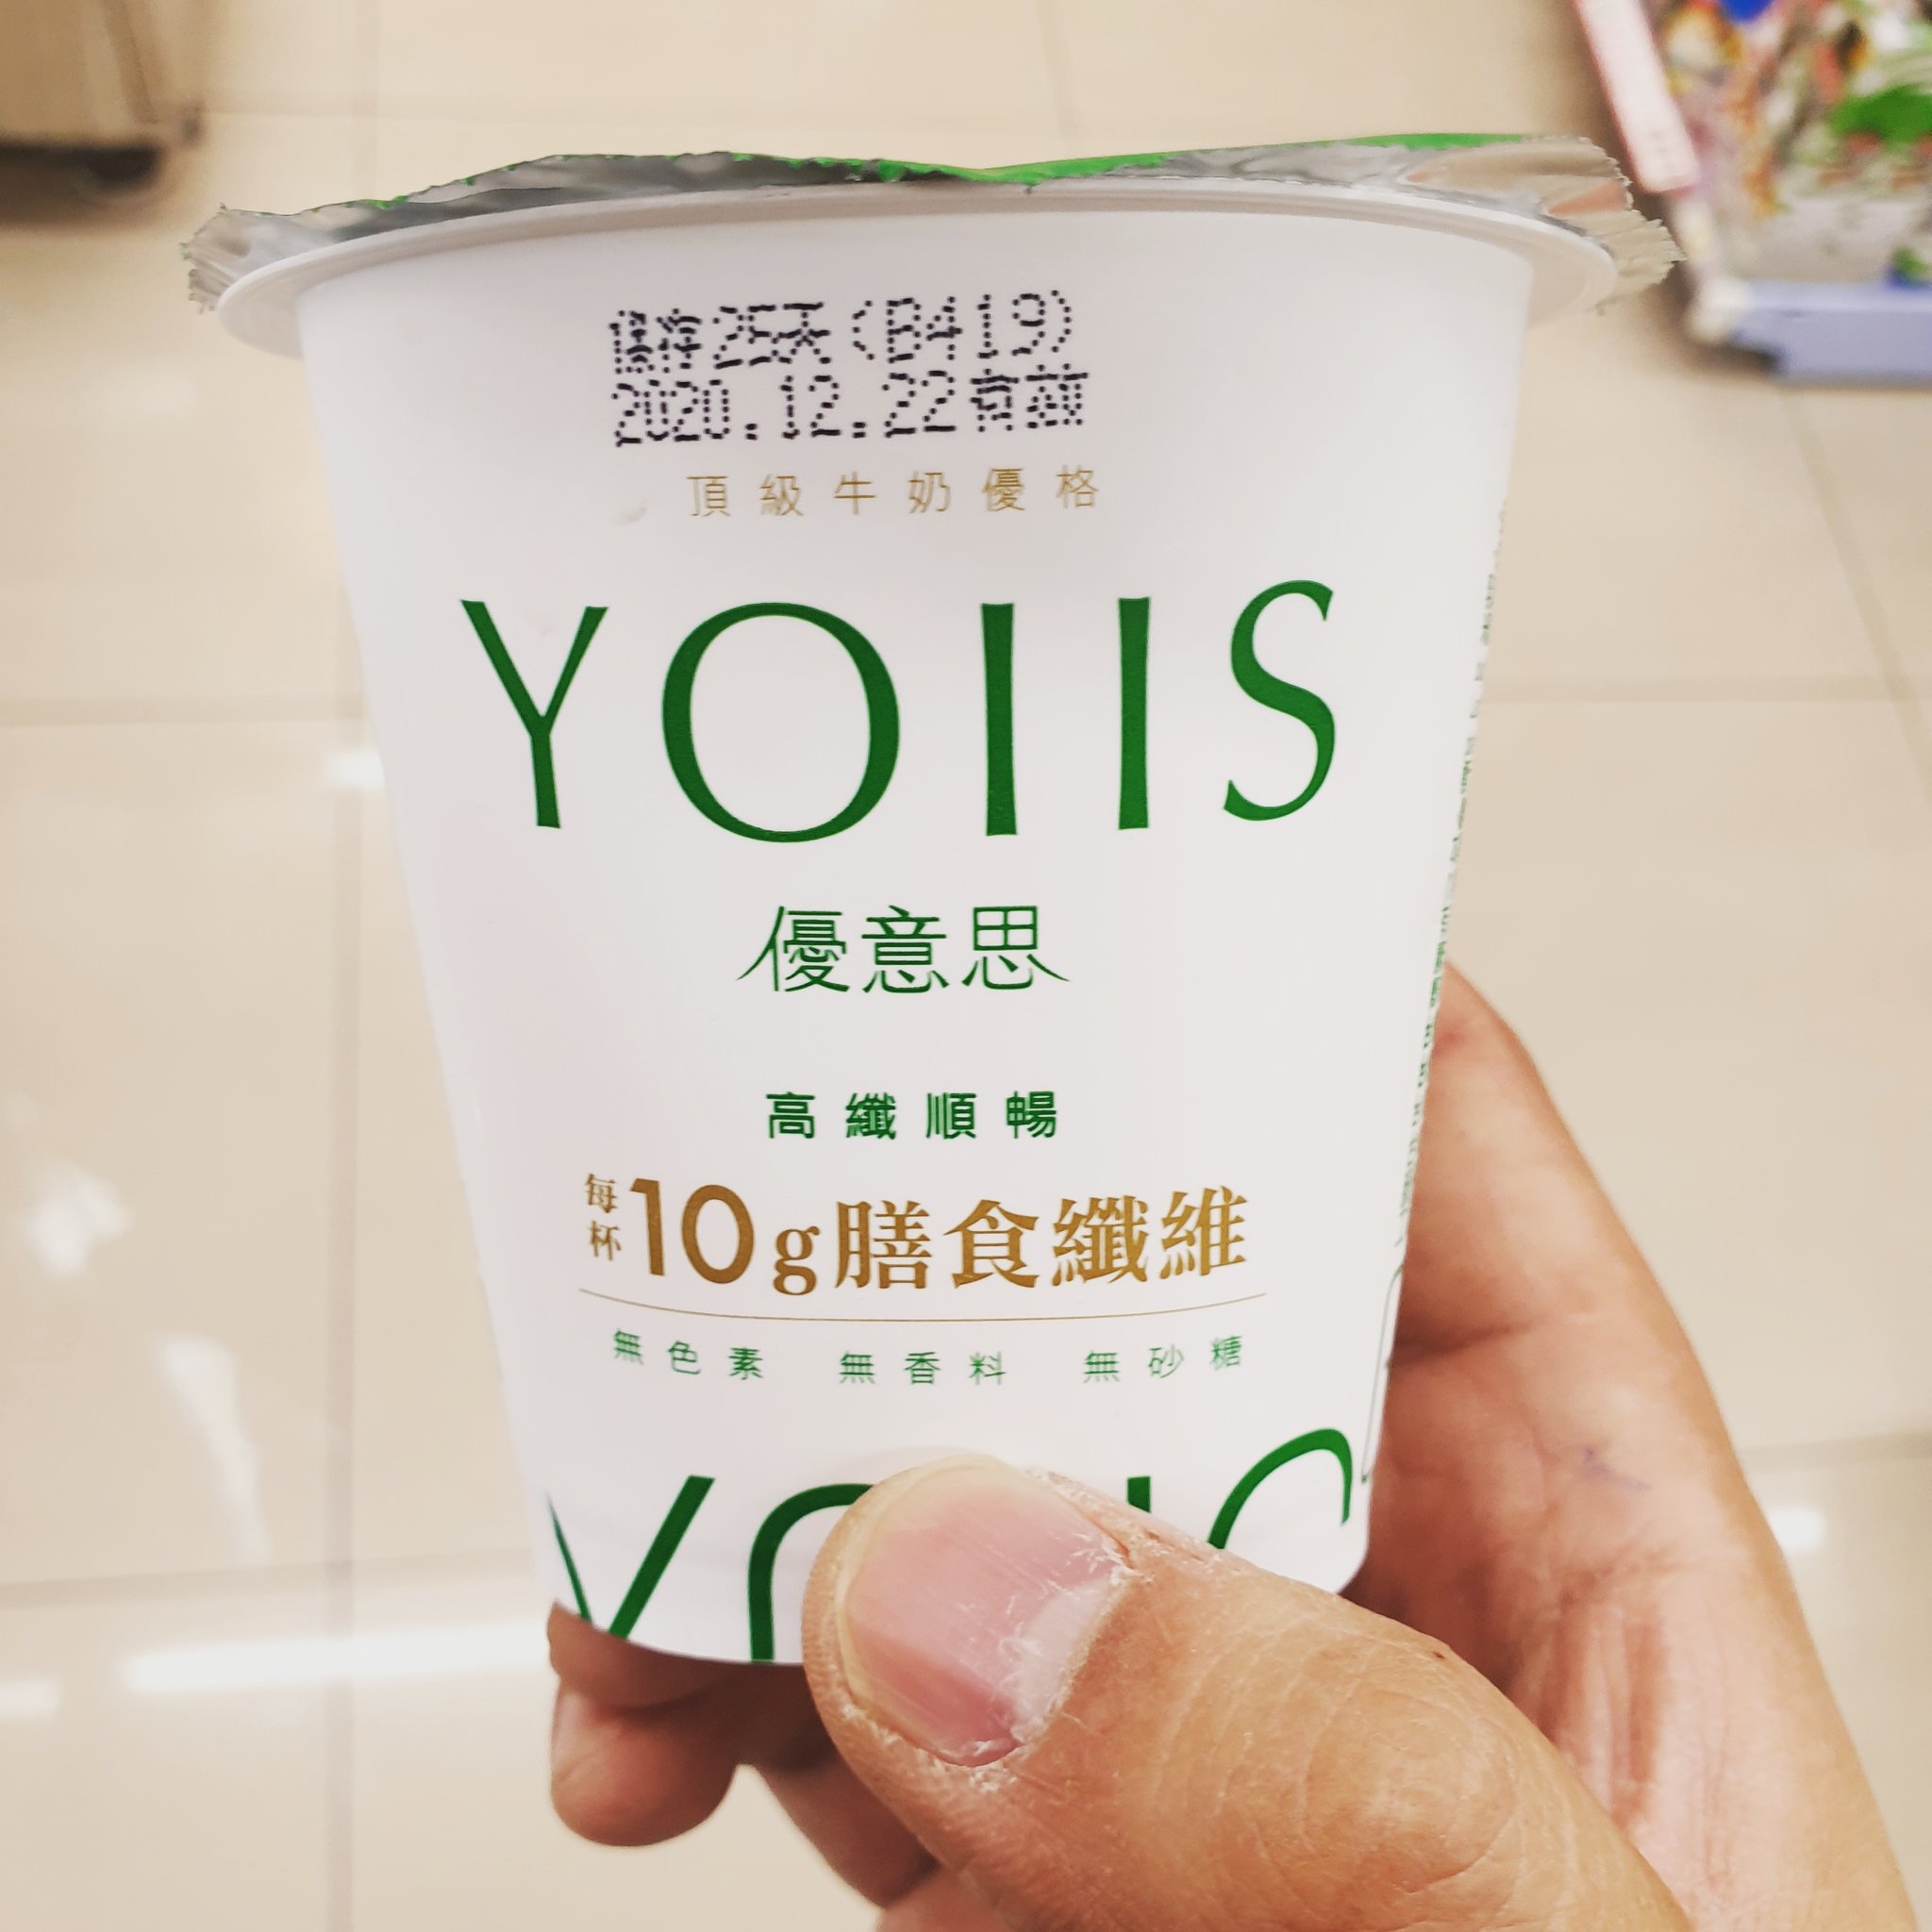 保存25天(B419)
2020.12.22有效
頂級牛奶優格
YOIIS
優意思
高纖順暢
每杯10g膳食纖維
無色素 無香料 無砂糖